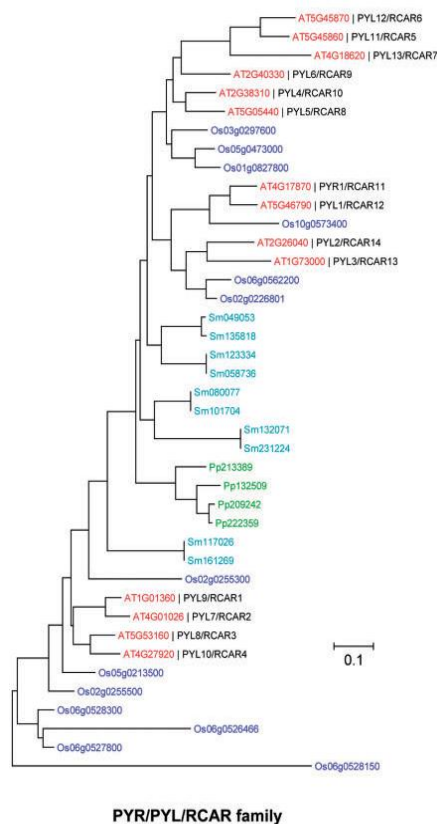 AT5G45870 | PYL12/RCAR6
AT5G45860 | PYL11/RCAR5
AT4G18620 | PYL13/RCAR7
AT2G40330 | PYL6/RCAR9
AT2G38310 | PYL4/RCAR10
AT5G05440 | PYL5/RCAR8
Os03g0297600
Os05g0473000
Os01g0827800
AT4G17870 | PYR1/RCAR11
AT5G46790 | PYL1/RCAR12
Os10g0573400
AT2G26040 | PYL2/RCAR14
AT1G73000 | PYL3/RCAR13
Os06g0562200
Os02g0226801
Sm049053
Sm135818
Sm123334
Sm058736
Sm080077
Sm101704
Sm132071
Sm231224
Pp213389
Pp132509
Pp209242
Pp222359
Sm117026
Sm161269
Os02g0255300
AT1G01360 | PYL9/RCAR1
AT4G01026 | PYL7/RCAR2
AT5G53160 | PYL8/RCAR3
AT4G27920 | PYL10/RCAR4
Os05g0213500
Os02g0255500
Os06g0528300
Os06g0526466
Os06g0527800
Os06g0528150
0.1
PYR/PYL/RCAR family